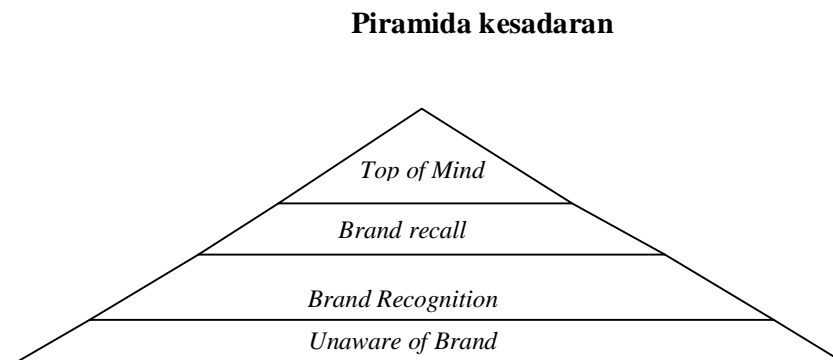 Piramida kesadaran
Top of Mind
Brand recall
Brand Recognition
Unaware of Brand